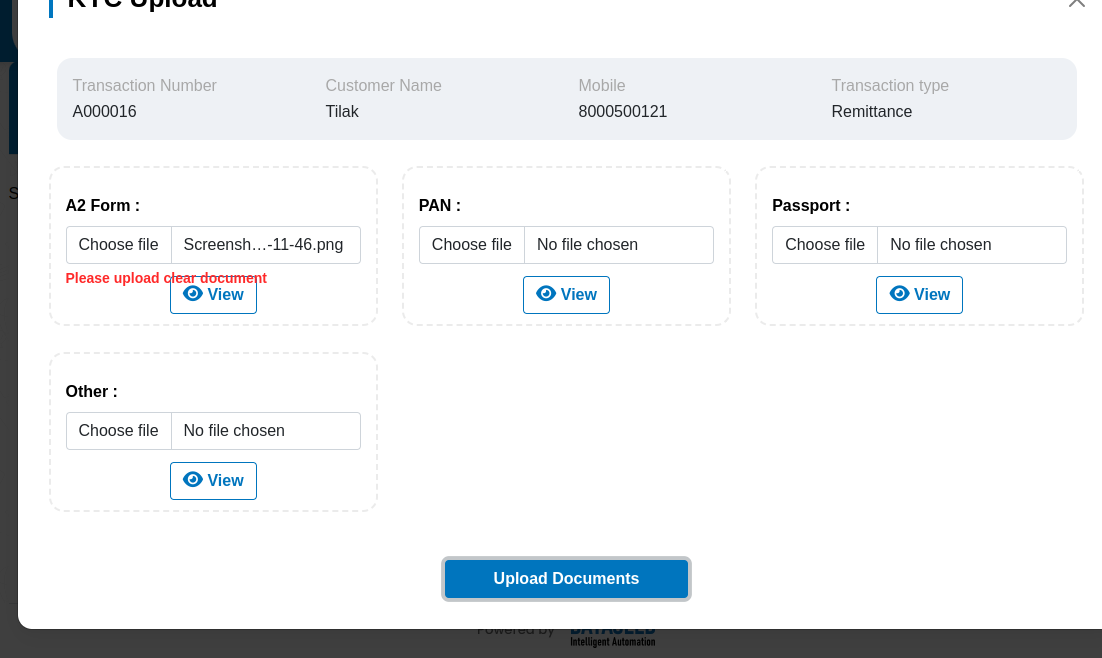 KYC Upload
Transaction Number Customer Name Mobile Transaction type
A000016 Tilak 8000500121 Remittance
A2 Form : PAN : Passport :
Choose file Screensh…-11-46.png Choose file No file chosen Choose file No file chosen
Please upload clear document
View View View
Other :
Choose file No file chosen
View
Upload Documents
S
Powered by
Intelligent Automation